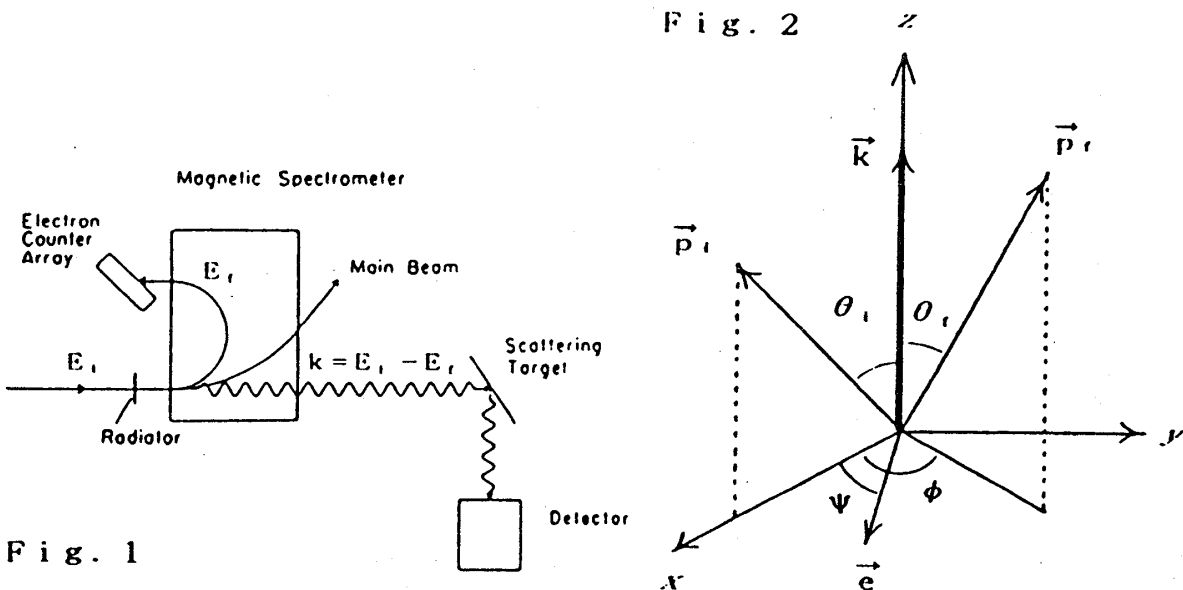 Fig. 2
z
k⃗
p⃗ f
Magnetic Spectrometer
Electron
Counter
Array
E f
Main Beam
p⃗ i
θ i
θ f
E i
k = E i - E f
Scattering
Target
Radiator
y
ψ
φ
Detector
Fig. 1
x
e⃗